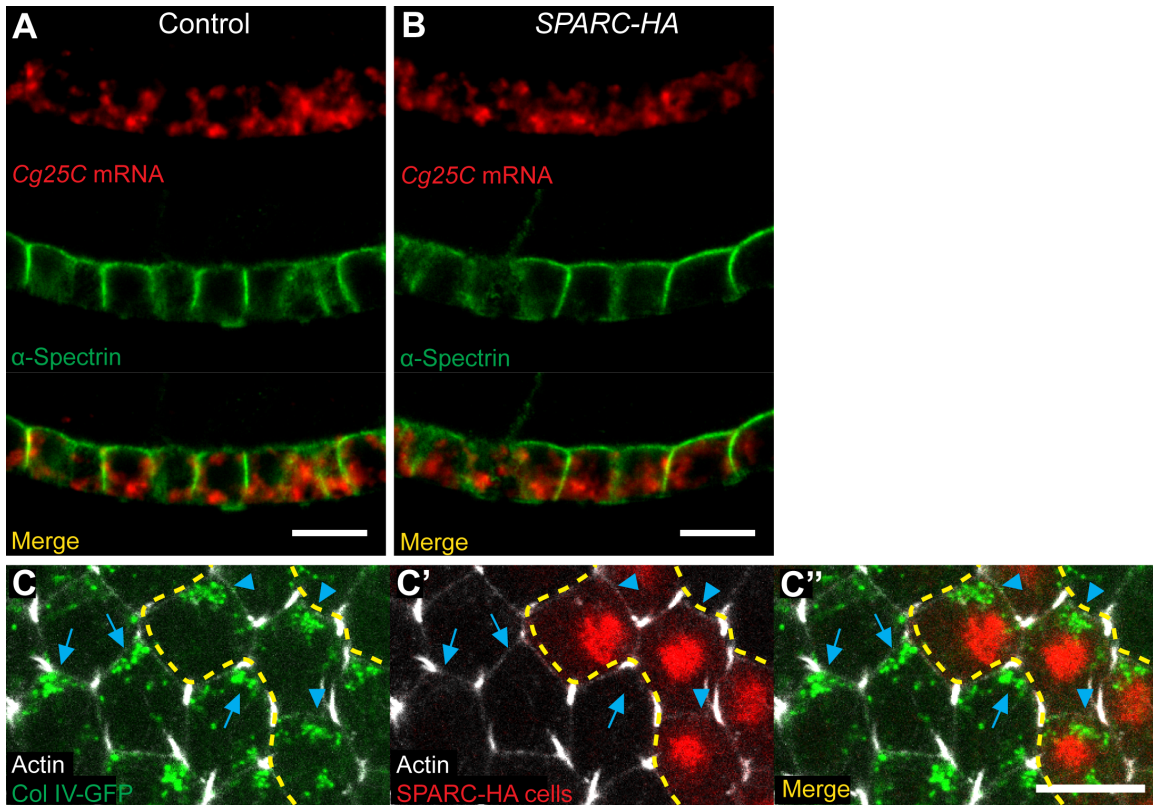 A Control
B SPARC-HA
Cg25C mRNA
Cg25C mRNA
α-Spectrin
α-Spectrin
Merge
Merge
C
C'
C"
Actin
Col IV-GFP
Actin
SPARC-HA cells
Merge